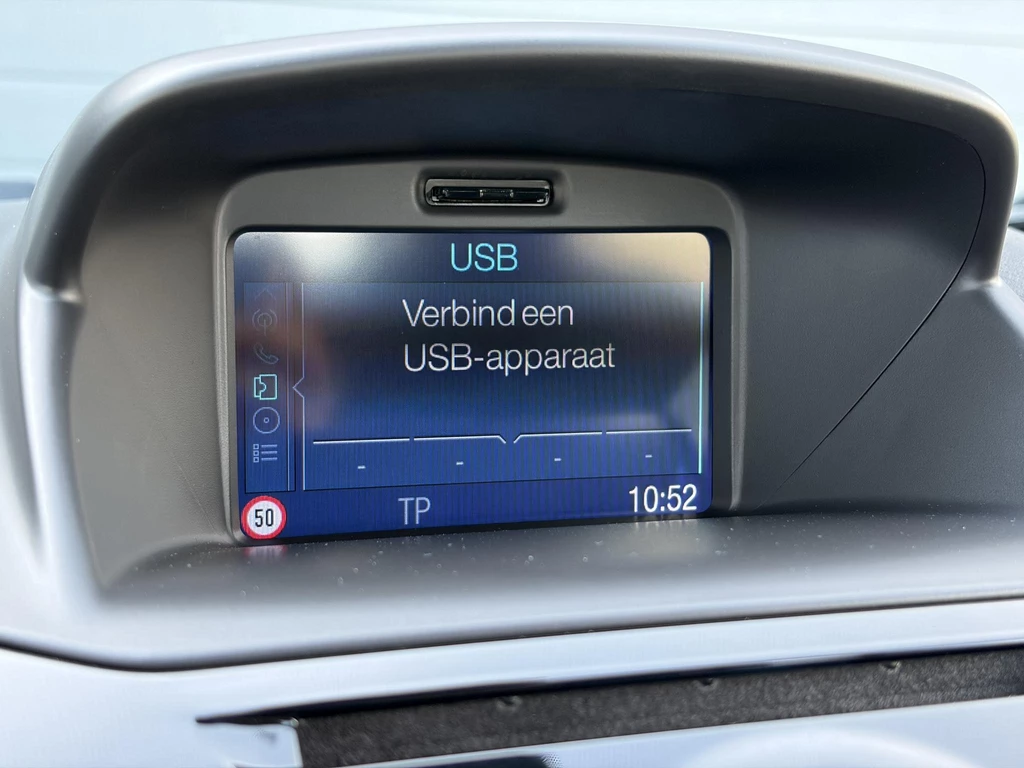 USB
Verbind een
USB-apparaat
- - - -
50 TP 10:52